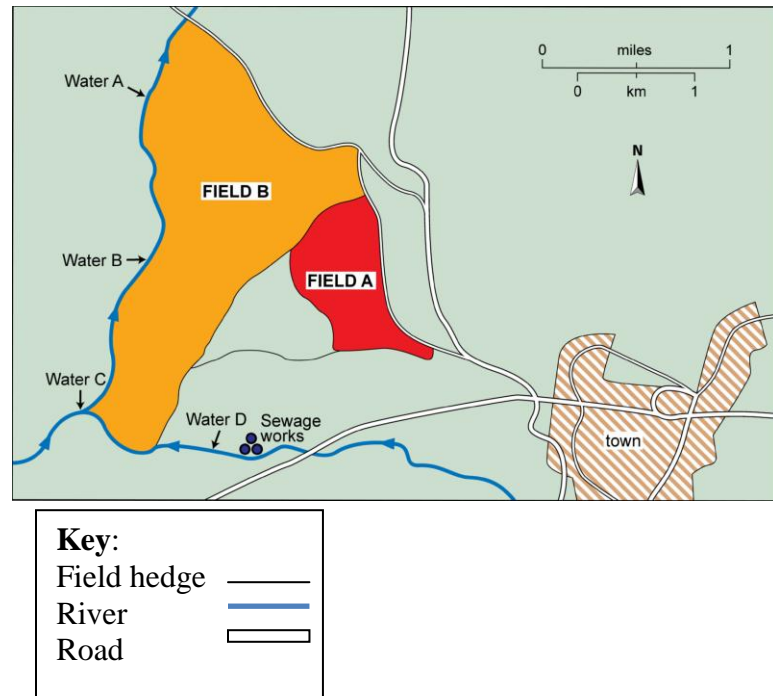 0 miles 1
0 km 1
N
Water A
FIELD B
Water B
FIELD A
Water C
Water D
Sewage
works
town
Key:
Field hedge
River
Road